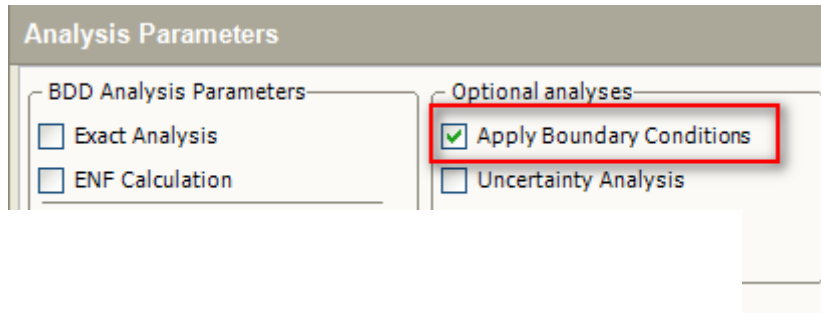 Analysis Parameters
BDD Analysis Parameters
Exact Analysis
ENF Calculation
Optional analyses
Apply Boundary Conditions
Uncertainty Analysis